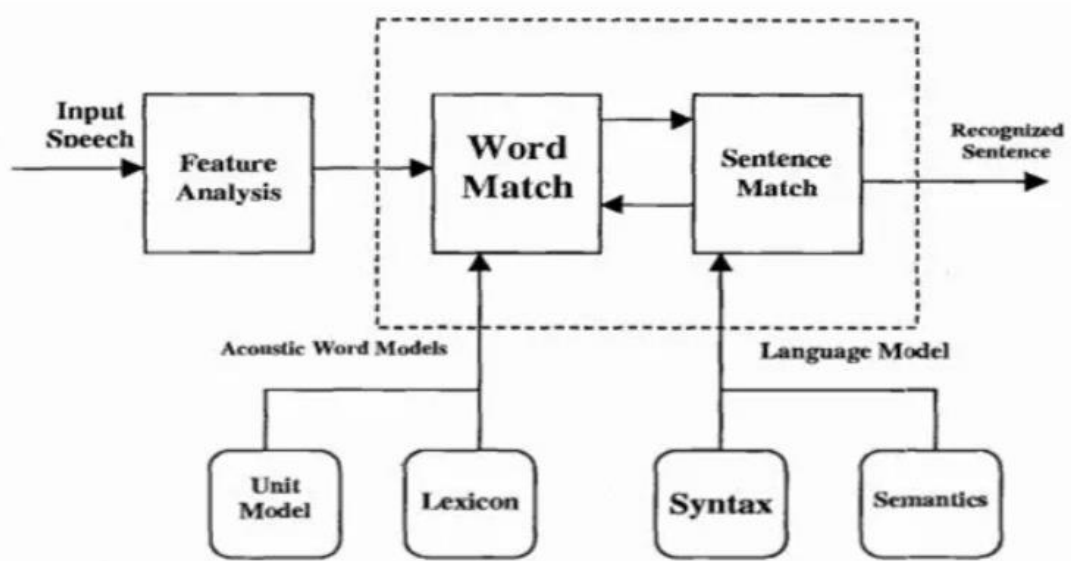 Input
Speech
Feature
Analysis
Word
Match
Sentence
Match
Recognized
Sentence
Acoustic Word Models
Language Model
Unit
Model
Lexicon
Syntax
Semantics